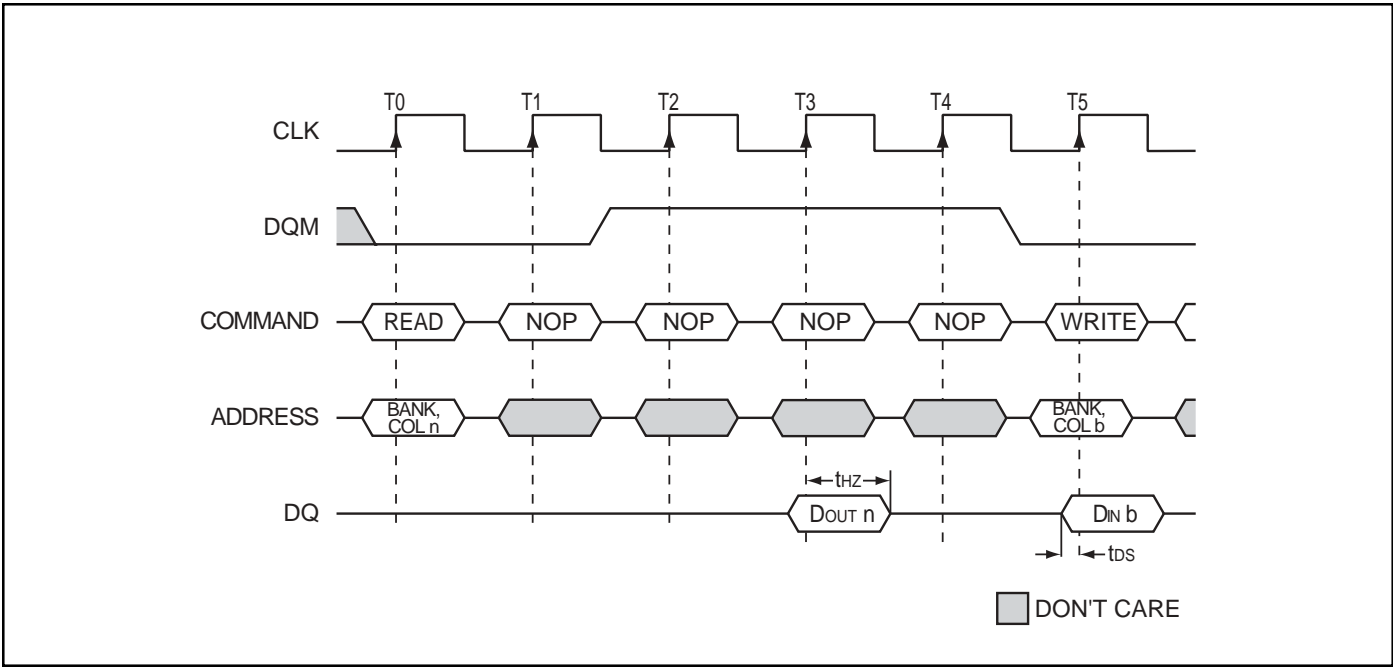 T0 T1 T2 T3 T4 T5
CLK
DQM
COMMAND READ NOP NOP NOP NOP WRITE
ADDRESS BANK, COL n BANK, COL b
tHZ
DQ DOUT n DIN b
tDS
DON'T CARE